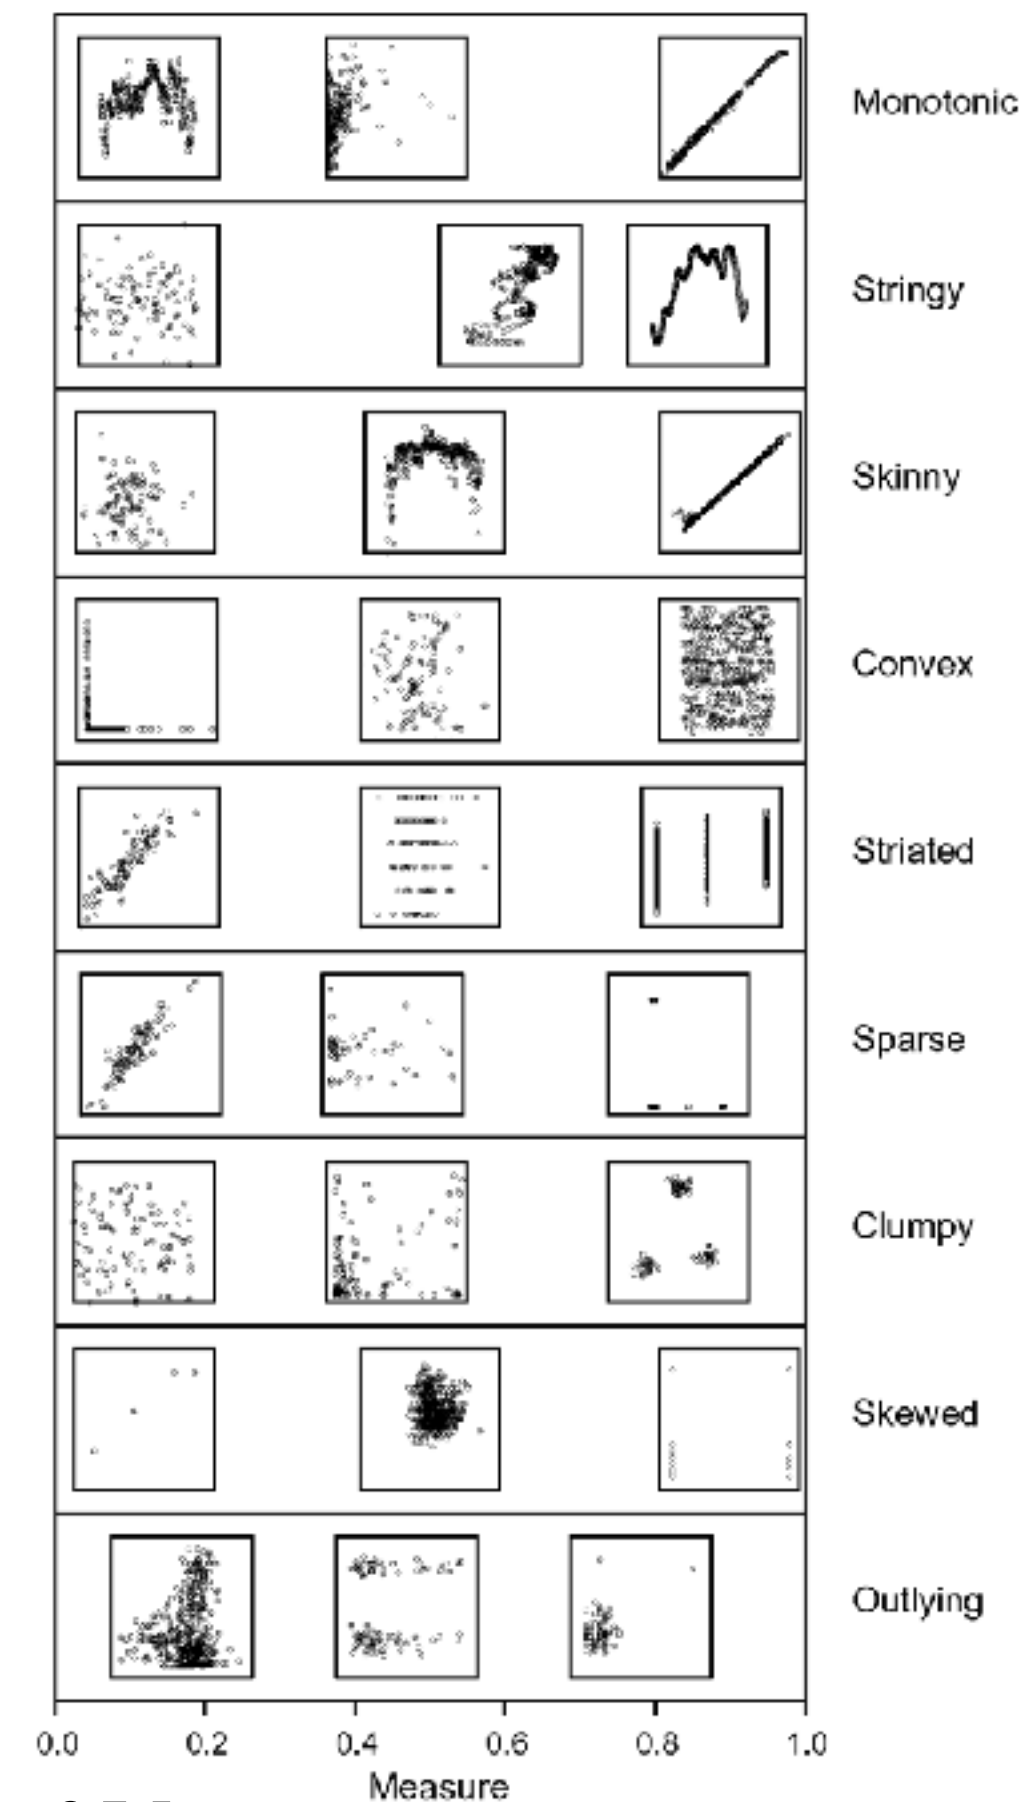 Monotonic
Stringy
Skinny
Convex
Striated
Sparse
Clumpy
Skewed
Outlying
0.0 0.2 0.4 0.6 0.8 1.0
Measure